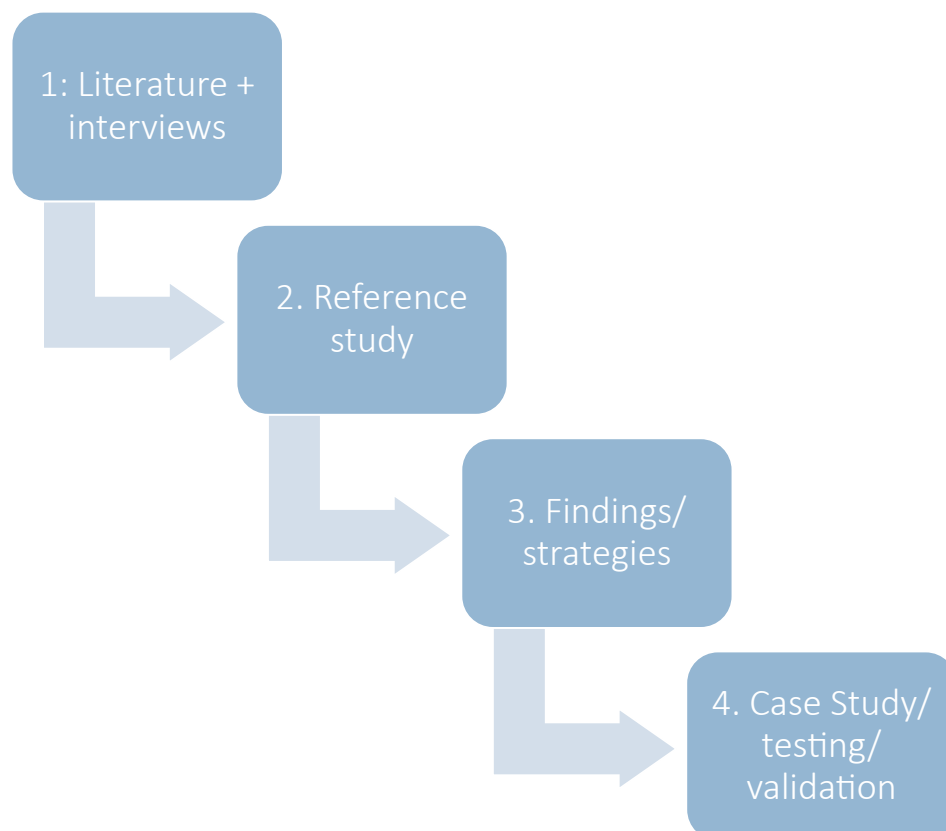 1: Literature +
interviews
2. Reference
study
3. Findings/
strategies
4. Case Study/
testing/
validation